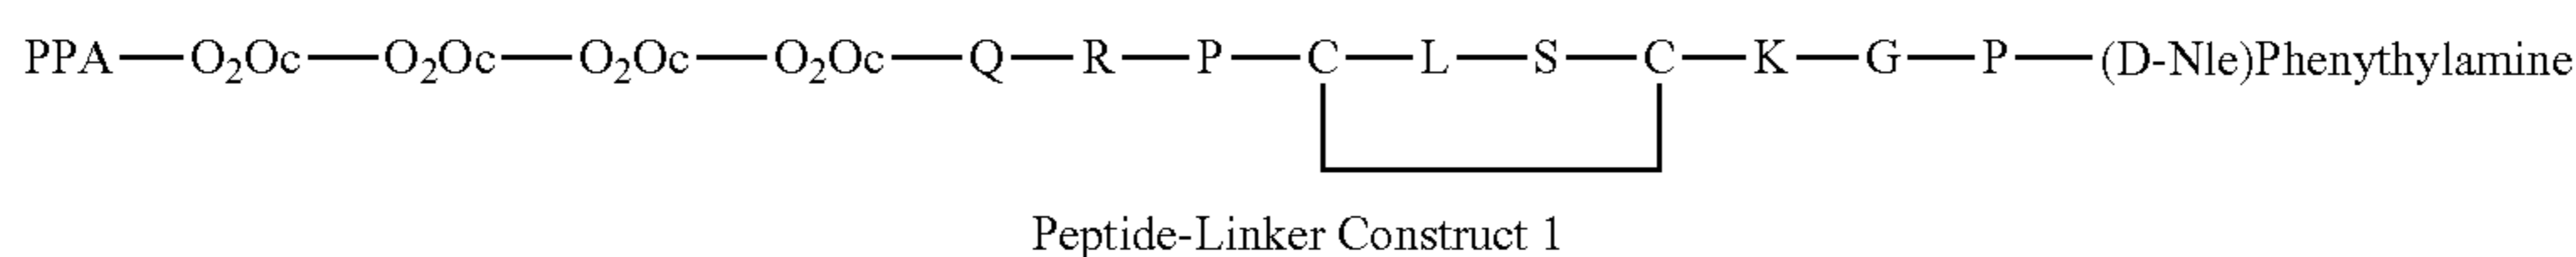 PPA—O₂Oc—O₂Oc—O₂Oc—O₂Oc—Q—R—P—C—L—S—C—K—G—P—(D-Nle)Phenythylamine
Peptide-Linker Construct 1